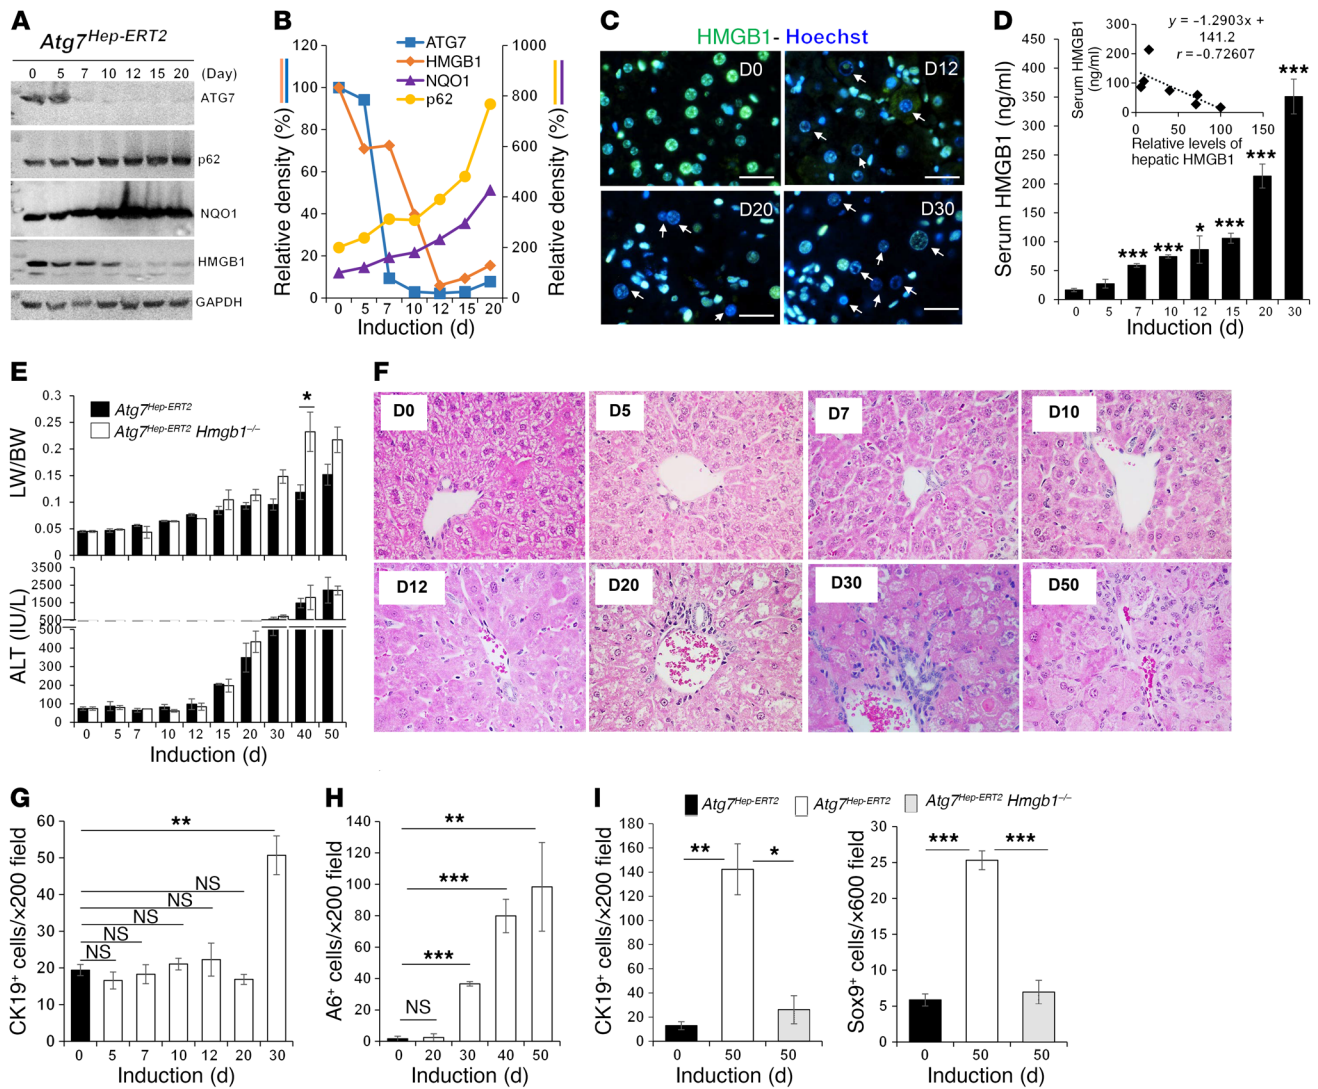 A
Atg7Hep-ERT2
0 5 7 10 12 15 20 (Day)
ATG7
p62
NQO1
HMGB1
GAPDH
B
ATG7
HMGB1
NQO1
p62
120
100
80
60
40
20
0
Relative density (%)
1000
800
600
400
200
0
Relative density (%)
0 5 7 10 12 15 20
Induction (d)
C
HMGB1- Hoechst
D0
D12
D20
D30
D
450
400
350
300
250
200
150
100
50
0
Serum HMGB1 (ng/ml)
300
200
100
0
Serum HMGB1
(ng/ml)
y = –1.2903x +
141.2
r = –0.72607
0 50 100 150
Relative levels of
hepatic HMGB1
*** *** * *** *** ***
0 5 7 10 12 15 20 30
Induction (d)
E
Atg7Hep-ERT2
Atg7Hep-ERT2 Hmgb1–/–
*
0.3
0.25
0.2
0.15
0.1
0.05
0
LW/BW
3500
2500
1500
500
500
400
300
200
100
0
ALT (IU/L)
0 5 7 10 12 15 20 30 40 50
Induction (d)
F
D0
D5
D7
D10
D12
D20
D30
D50
G
60
50
40
30
20
10
0
CK19+ cells/×200 field
**
NS
NS
NS
NS
NS
0 5 7 10 12 20 30
Induction (d)
H
140
120
100
80
60
40
20
0
A6+ cells/×200 field
**
***
***
NS
0 20 30 40 50
Induction (d)
I
Atg7Hep-ERT2
Atg7Hep-ERT2
Atg7Hep-ERT2 Hmgb1–/–
180
160
140
120
100
80
60
40
20
0
CK19+ cells/×200 field
** *
0 50 50
Induction (d)
30
25
20
15
10
5
0
Sox9+ cells/×600 field
*** ***
0 50 50
Induction (d)